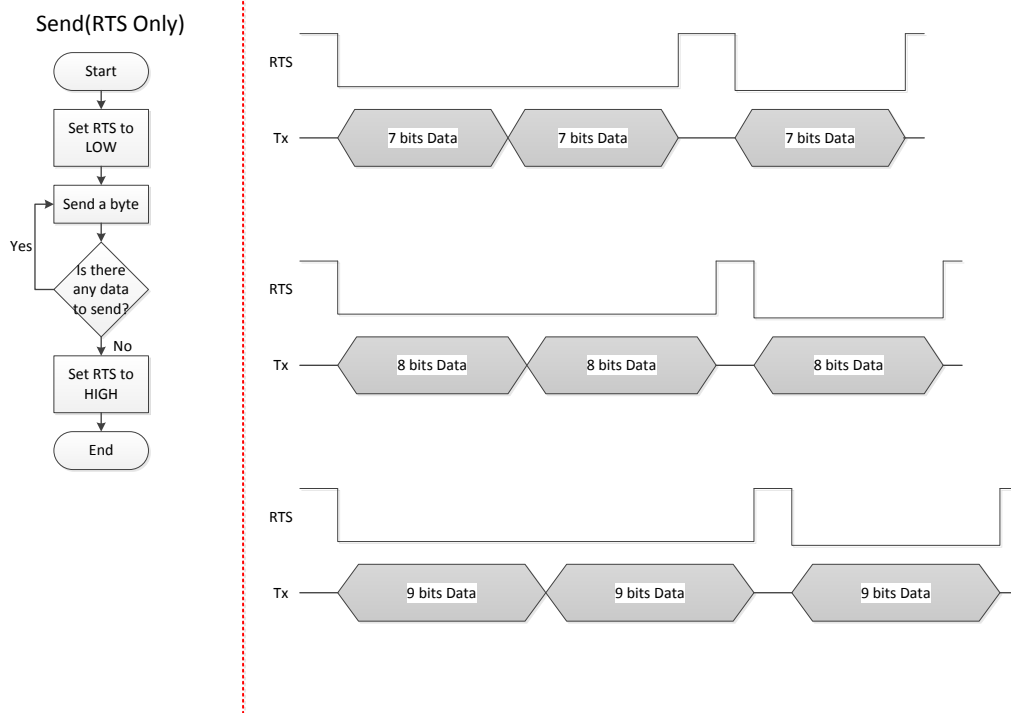 Send(RTS Only)
Start
Set RTS to
LOW
Send a byte
Yes
Is there
any data
to send?
No
Set RTS to
HIGH
End
RTS
Tx
7 bits Data
7 bits Data
7 bits Data
RTS
Tx
8 bits Data
8 bits Data
8 bits Data
RTS
Tx
9 bits Data
9 bits Data
9 bits Data